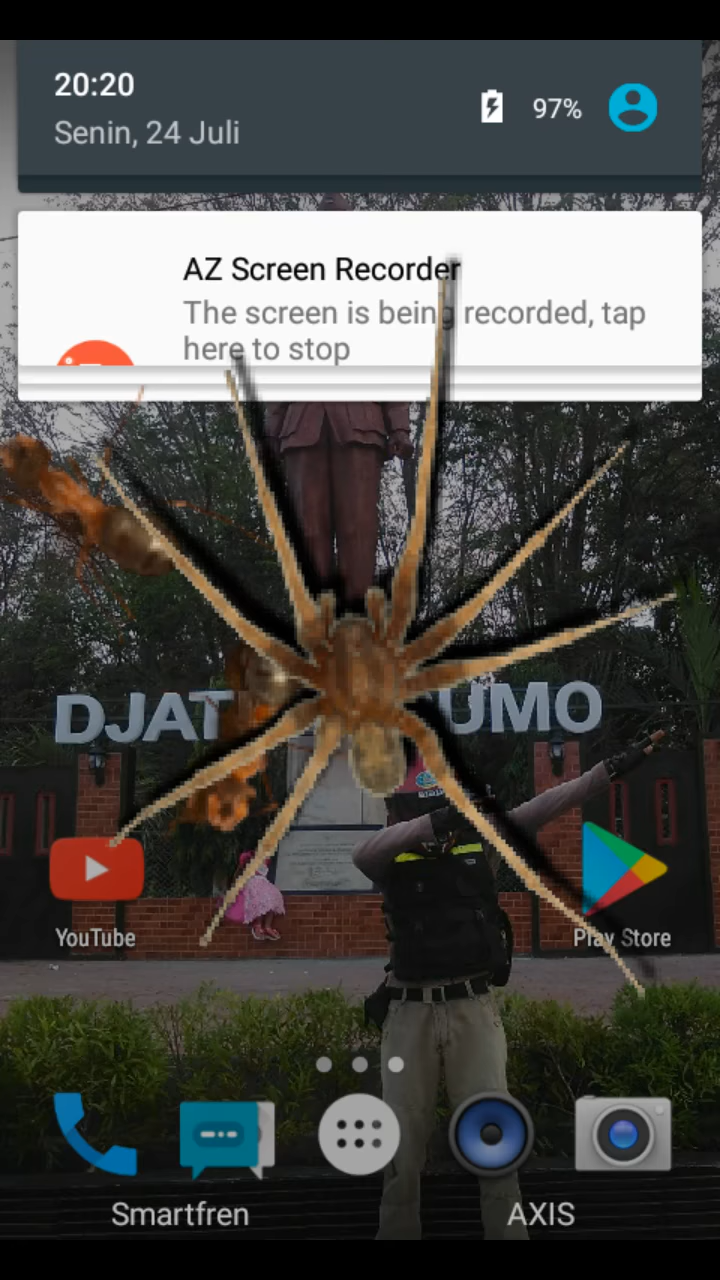 20:20
97%
Senin, 24 Juli
AZ Screen Recorder
The screen is being recorded, tap
here to stop
DJAT UMO
YouTube
Play Store
Smartfren
AXIS